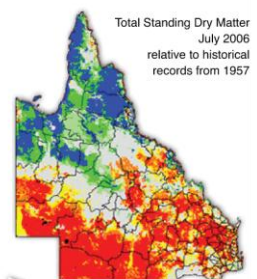 Total Standing Dry Matter
July 2006
relative to historical
records from 1957